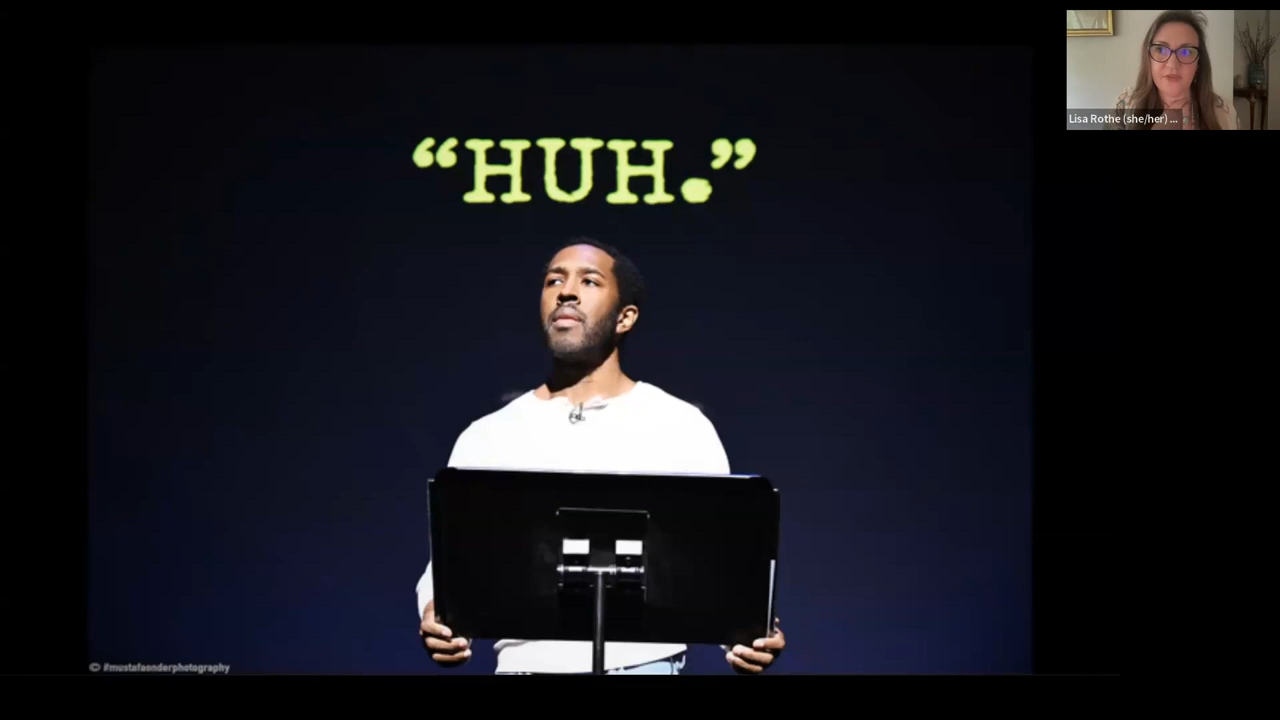 “HUH.”
Lisa Rothe (she/her) ...
© #mustafaonderphotography